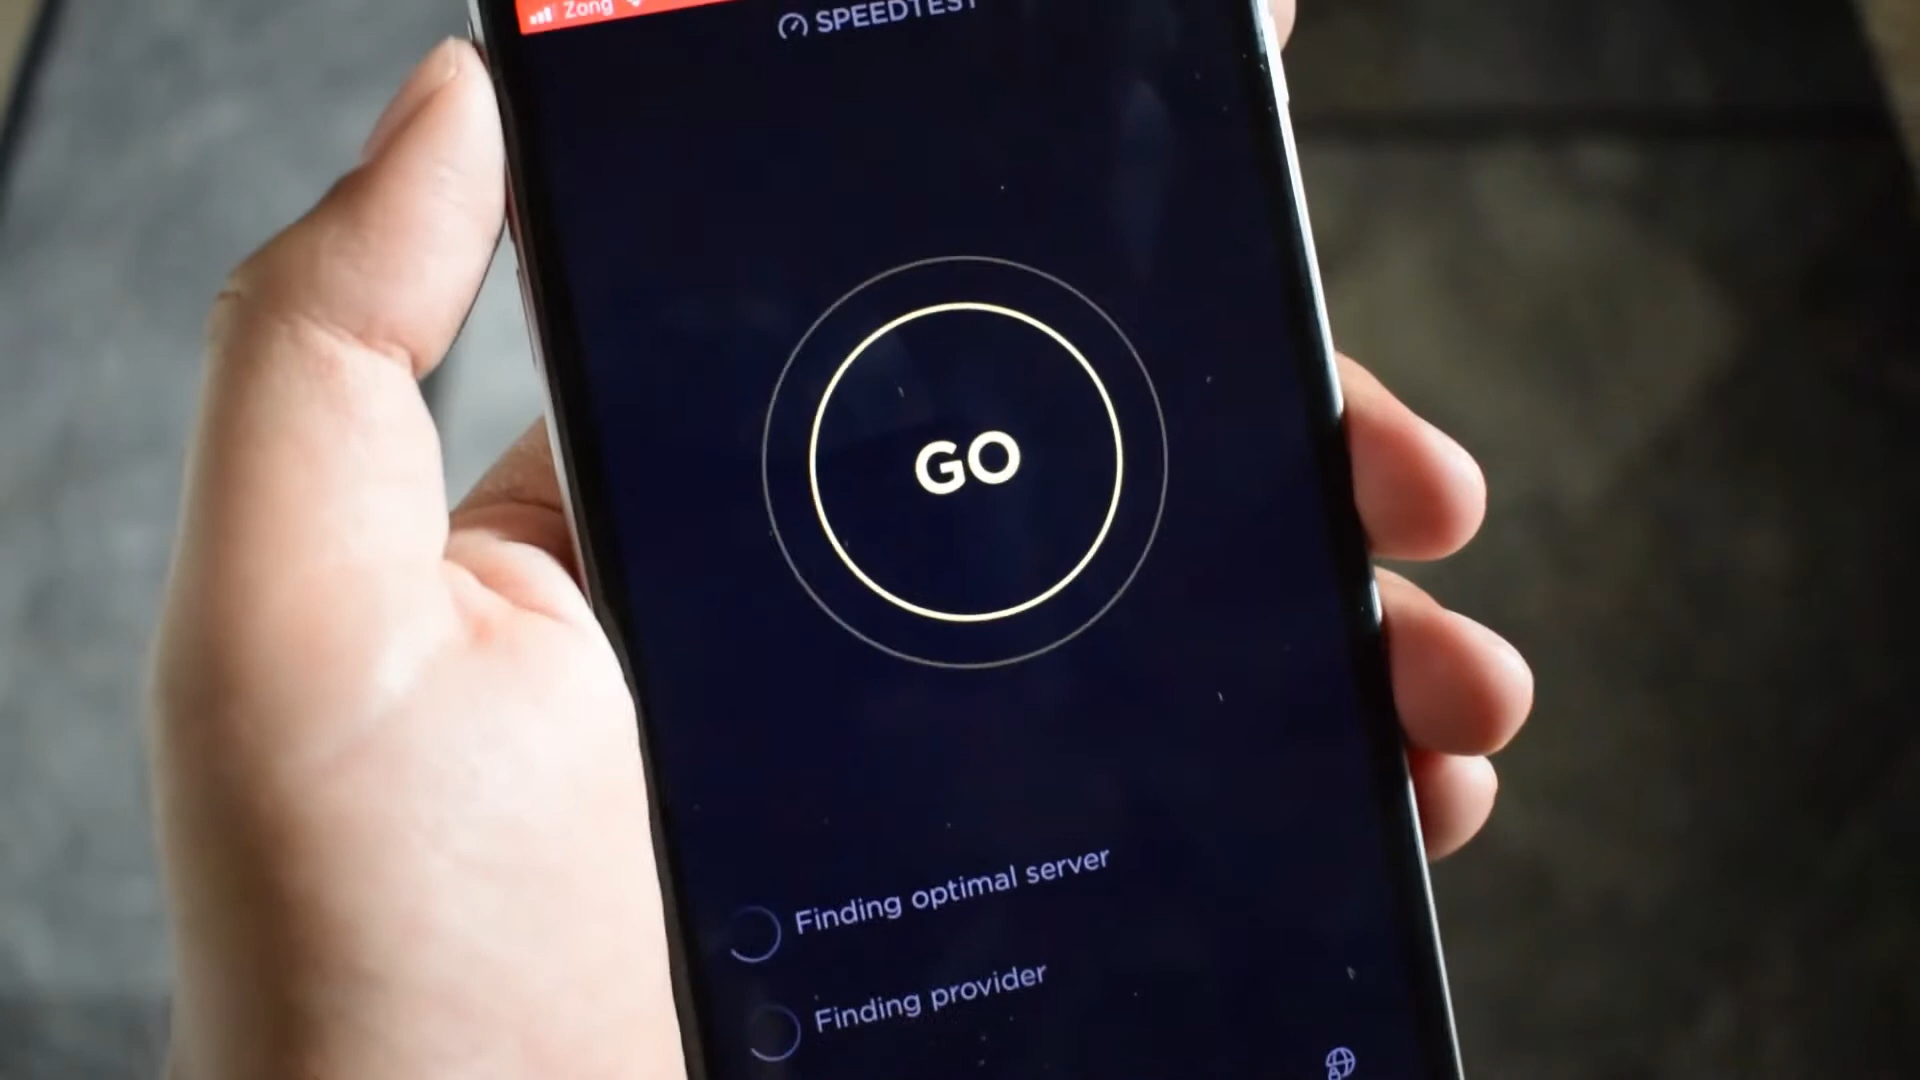 Zong
SPEEDTEST
GO
Finding optimal server
Finding provider